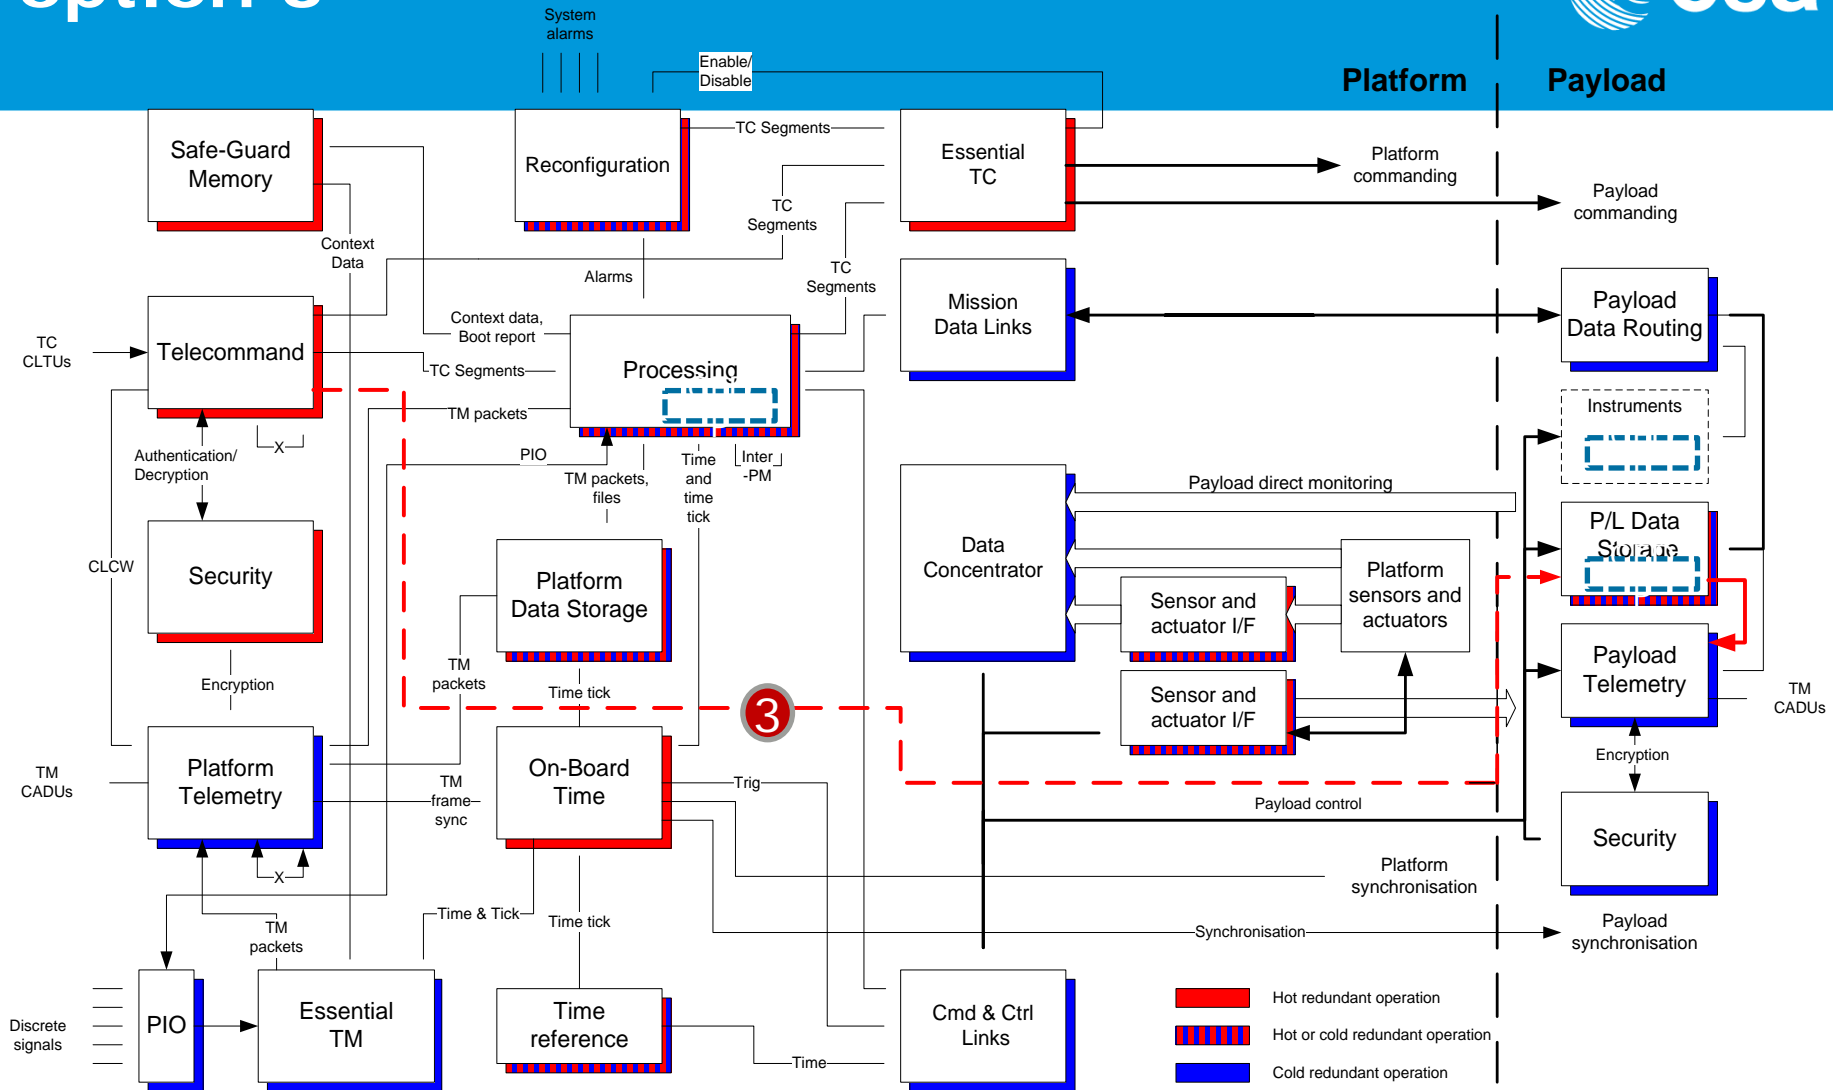 option 3
esa
System
alarms
Enable/
Disable
Platform
Payload
Safe-Guard
Memory
Reconfiguration
TC Segments
Essential
TC
Platform
commanding
Payload
commanding
TC
Segments
Context
Data
Alarms
TC
Segments
Mission
Data Links
Payload
Data Routing
TC
CLTUs
Telecommand
Context data,
Boot report
TC Segments
Processing
TM packets
Instruments
X
Authentication/
Decryption
PIO
TM packets,
files
Time
and
time
tick
Inter
-PM
Payload direct monitoring
P/L Data
Storage
CLCW
Security
Platform
Data Storage
Data
Concentrator
Sensor and
actuator I/F
Platform
sensors and
actuators
Encryption
TM
packets
Time tick
3
Sensor and
actuator I/F
Payload
Telemetry
TM
CADUs
TM
CADUs
Platform
Telemetry
TM
frame
sync
On-Board
Time
Trig
Payload control
Encryption
Security
X
Platform
synchronisation
TM
packets
Time & Tick
Time tick
Synchronisation
Payload
synchronisation
Discrete
signals
PIO
Essential
TM
Time
reference
Time
Cmd & Ctrl
Links
Hot redundant operation
Hot or cold redundant operation
Cold redundant operation